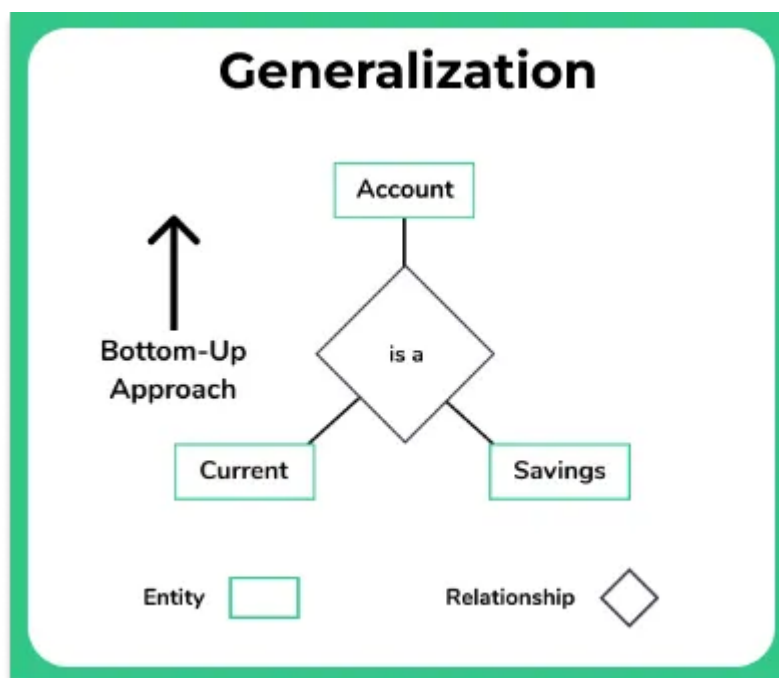 Generalization
Account
is a
Bottom-Up
Approach
Current
Savings
Entity
Relationship